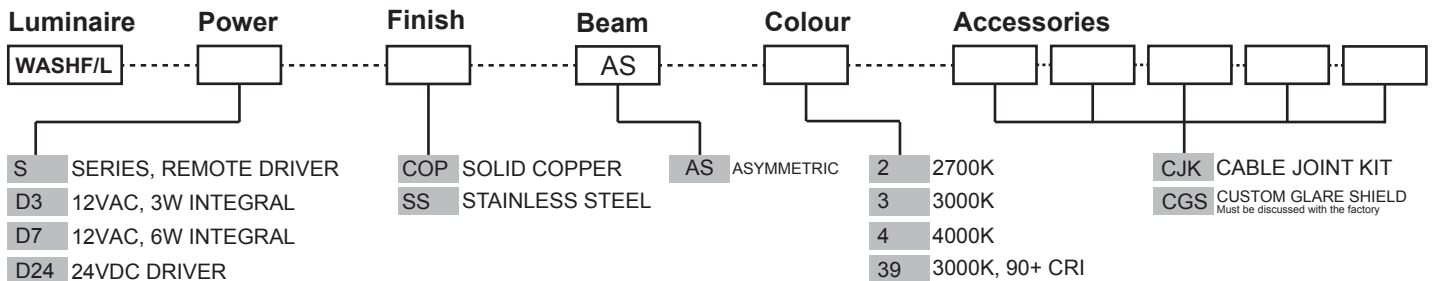 Luminaire Power Finish Beam Colour Accessories
WASHF/L AS
S SERIES, REMOTE DRIVER COP SOLID COPPER AS ASYMMETRIC 2 2700K CJK CABLE JOINT KIT
D3 12VAC, 3W INTEGRAL SS STAINLESS STEEL 3 3000K CGS CUSTOM GLARE SHIELD
Must be discussed with the factory
D7 12VAC, 6W INTEGRAL 4 4000K
D24 24VDC DRIVER 39 3000K, 90+ CRI